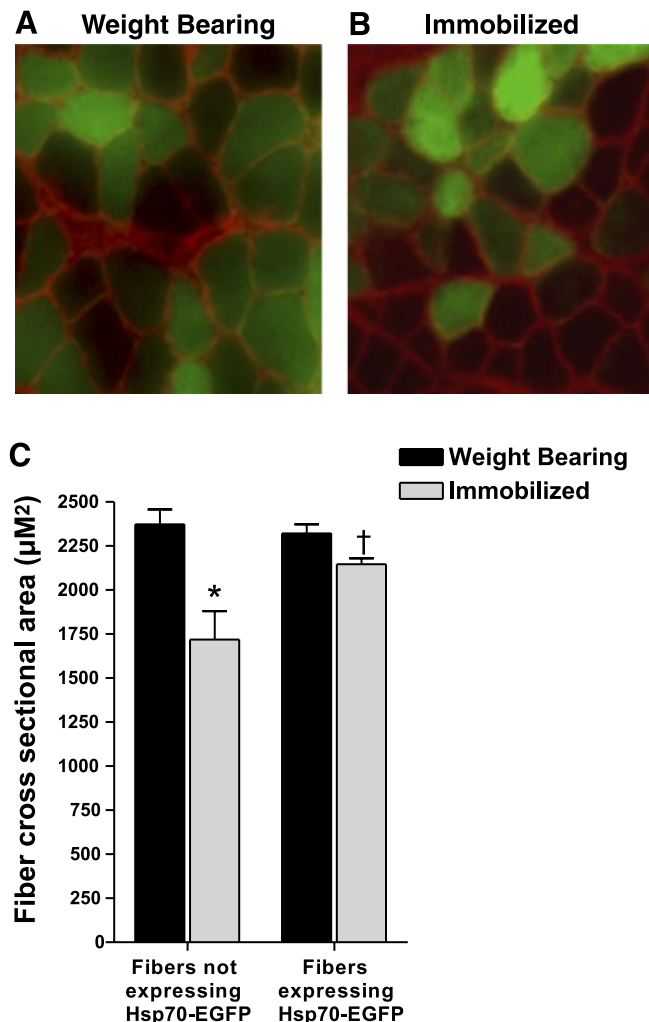 A Weight Bearing
B Immobilized
C
Weight Bearing
Immobilized
Fiber cross sectional area (µM2)
2500
2250
2000
1750
1500
1250
1000
750
500
250
0
*
†
Fibers not
expressing
Hsp70-EGFP
Fibers
expressing
Hsp70-EGFP